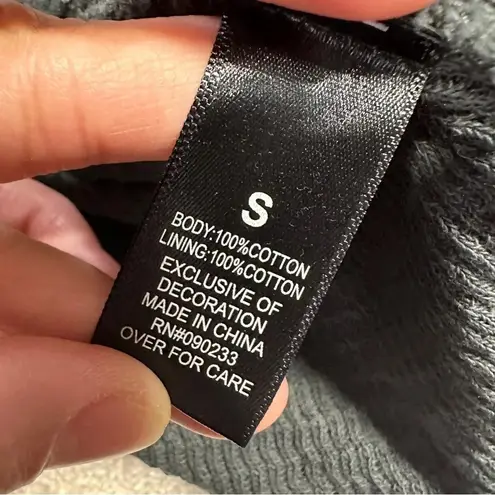 S
BODY:100%COTTON
LINING:100%COTTON
EXCLUSIVE OF
DECORATION
MADE IN CHINA
RN#090233
OVER FOR CARE